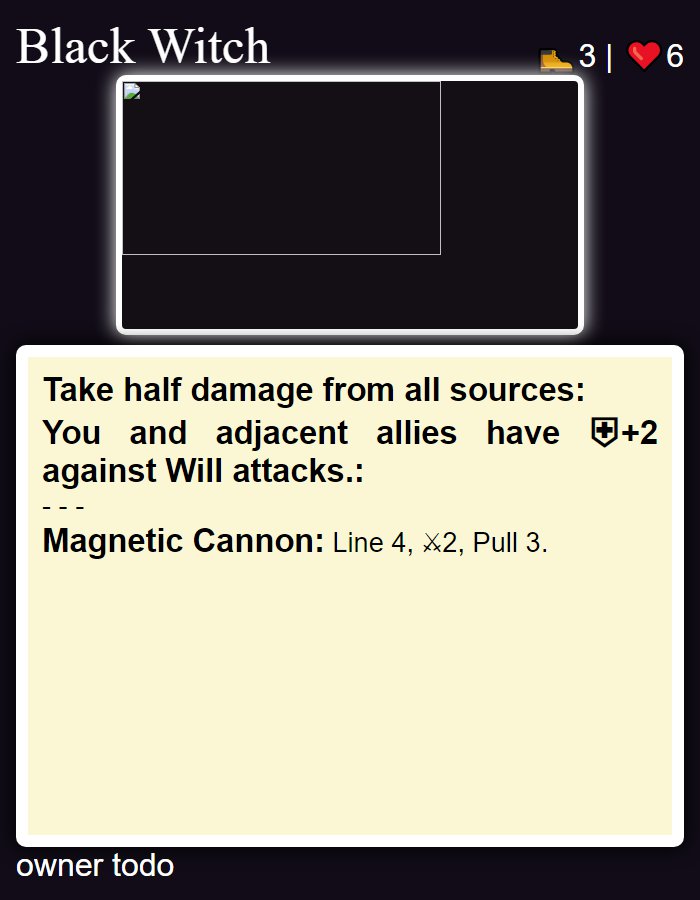 Black Witch
🥾3 | ❤️6
Take half damage from all sources:
You and adjacent allies have ⛨+2
against Will attacks.:
- - -
Magnetic Cannon: Line 4, ⚔2, Pull 3.
owner todo